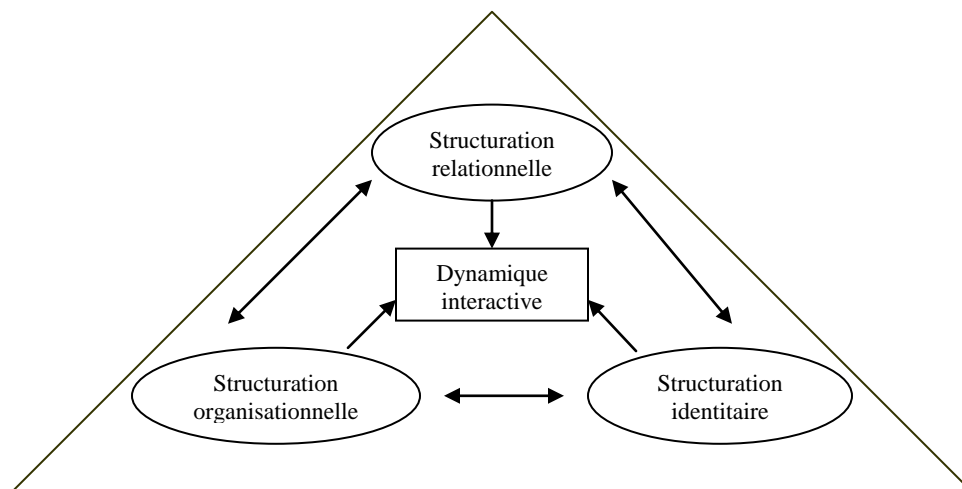 Structuration
relationnelle
Dynamique
interactive
Structuration
organisationnelle
Structuration
identitaire